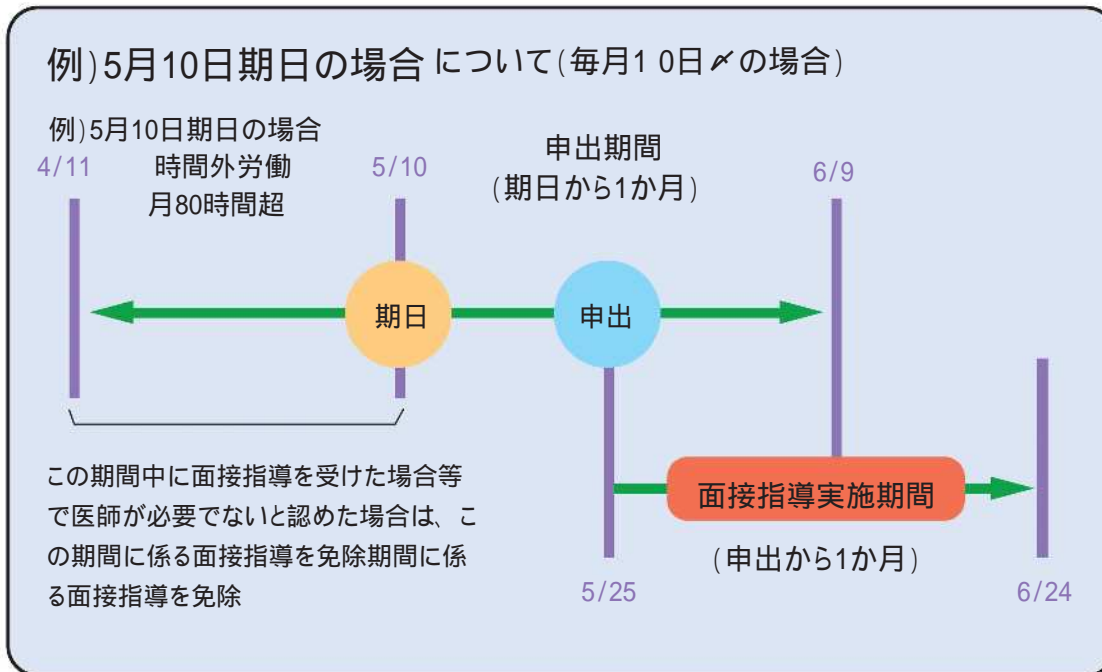 例)5月10日期日の場合 について(毎月1 0日〆の場合)
例)5月10日期日の場合
時間外労働
月80時間超
4/11
5/10
申出期間
(期日から1か月)
6/9
期日
申出
この期間中に面接指導を受けた場合等
で医師が必要でないと認めた場合は、こ
の期間に係る面接指導を免除期間に係
る面接指導を免除
面接指導実施期間
(申出から1か月)
5/25
6/24